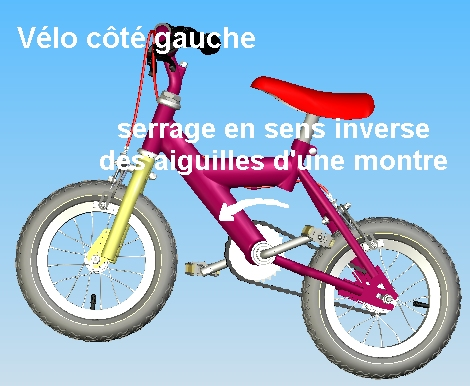 Vélo côté gauche
serrage en sens inverse
des aiguilles d'une montre